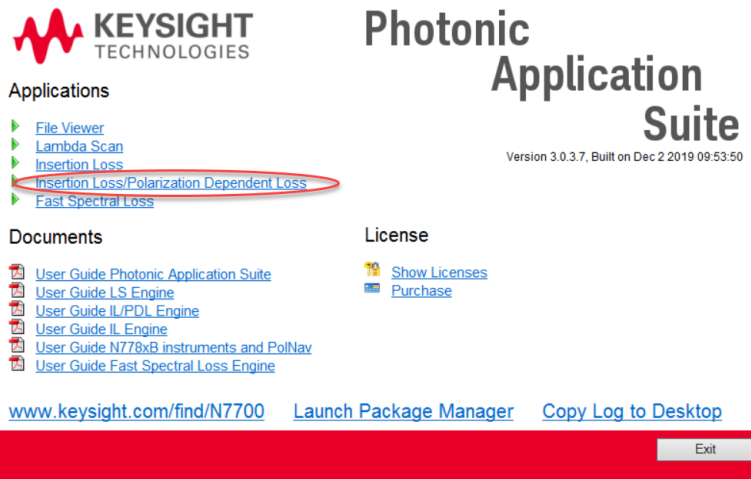 KEYSIGHT
TECHNOLOGIES
Photonic
Application
Suite
Version 3.0.3.7, Built on Dec 2 2019 09:53:50
Applications
File Viewer
Lambda Scan
Insertion Loss
Insertion Loss/Polarization Dependent Loss
Fast Spectral Loss
Documents
User Guide Photonic Application Suite
User Guide LS Engine
User Guide IL/PDL Engine
User Guide IL Engine
User Guide N778xB instruments and PolNav
User Guide Fast Spectral Loss Engine
License
Show Licenses
Purchase
www.keysight.com/find/N7700 Launch Package Manager Copy Log to Desktop
Exit